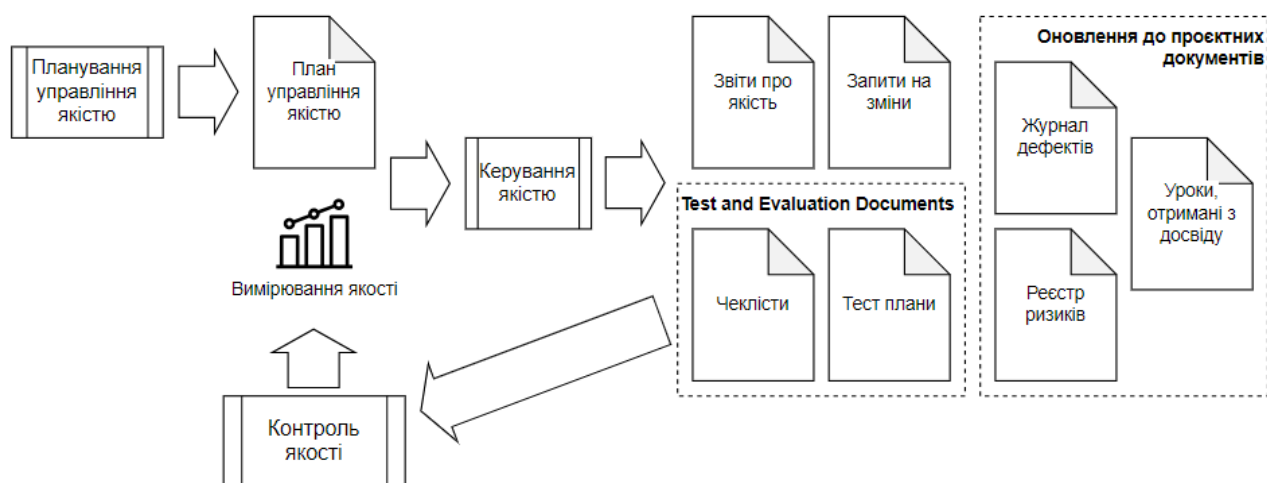 Планування
управління
якістю
План
управління
якістю
Вимірювання якості
Контроль
якості
Керування
якістю
Звіти про
якість
Запити на
зміни
Test and Evaluation Documents
Чеклісти
Тест плани
Оновлення до проєктних
документів
Журнал
дефектів
Уроки,
отримані з
досвіду
Реєстр
ризиків